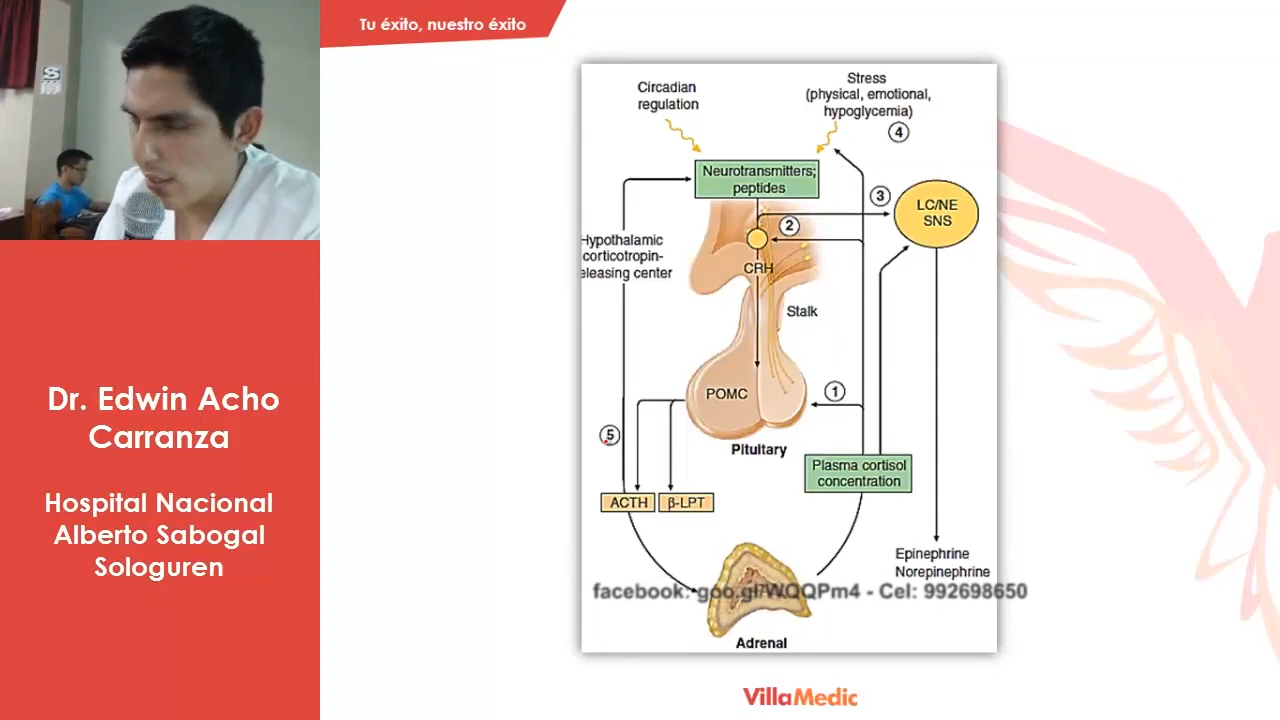 Tu éxito, nuestro éxito
Dr. Edwin Acho
Carranza
Hospital Nacional
Alberto Sabogal
Sologuren
Circadian
regulation
Stress
(physical, emotional,
hypoglycemia)
4
Neurotransmitters;
peptides
3
LC/NE
SNS
2
Hypothalamic
corticotropin-
eleasing center
CRH
Stalk
POMC
1
Pitultary
5
Plasma cortisol
concentration
ACTH
β-LPT
Epinephrine
Norepinephrine
facebook: goo.gl/WQQPm4 - Cel: 992698650
Adrenal
VillaMedic
S